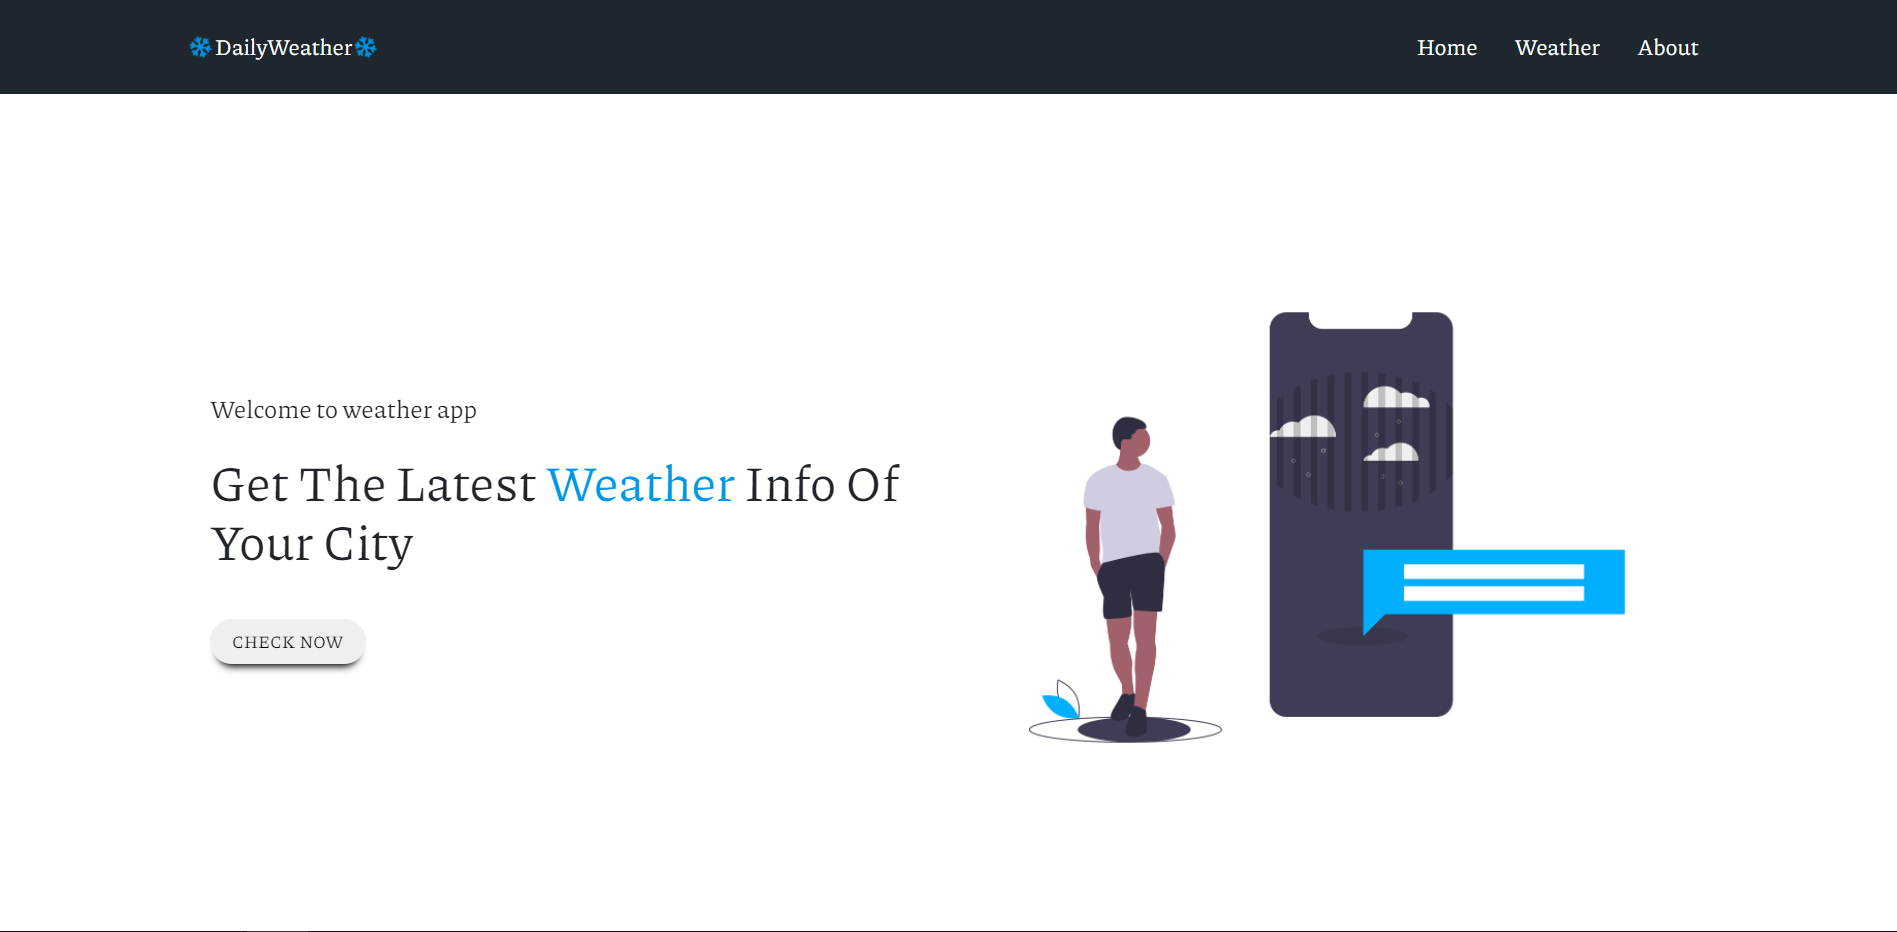 ❄DailyWeather❄
Home Weather About
Welcome to weather app
Get The Latest Weather Info Of
Your City
CHECK NOW